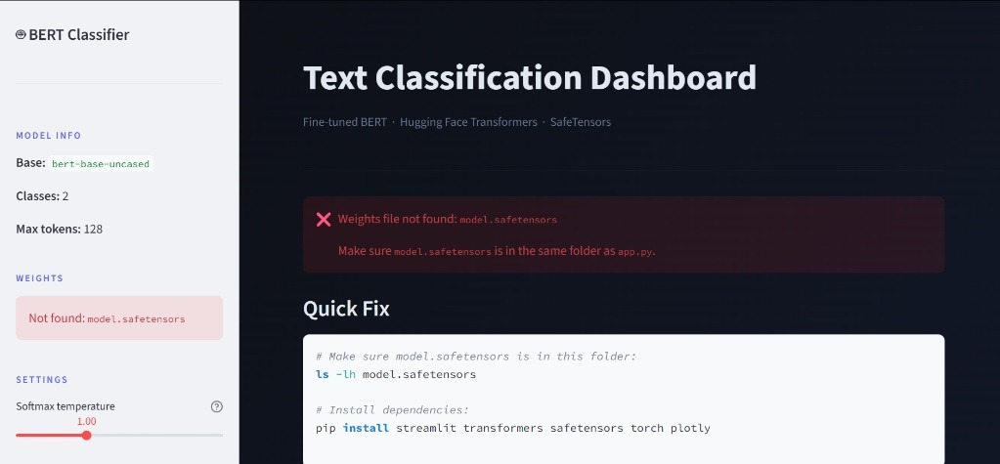 BERT Classifier
MODEL INFO
Base: bert-base-uncased
Classes: 2
Max tokens: 128
WEIGHTS
Not found: model.safetensors
SETTINGS
Softmax temperature
1.00
Text Classification Dashboard
Fine-tuned BERT · Hugging Face Transformers · SafeTensors
Weights file not found: model.safetensors
Make sure model.safetensors is in the same folder as app.py.
Quick Fix
# Make sure model.safetensors is in this folder:
ls -lh model.safetensors
# Install dependencies:
pip install streamlit transformers safetensors torch plotly